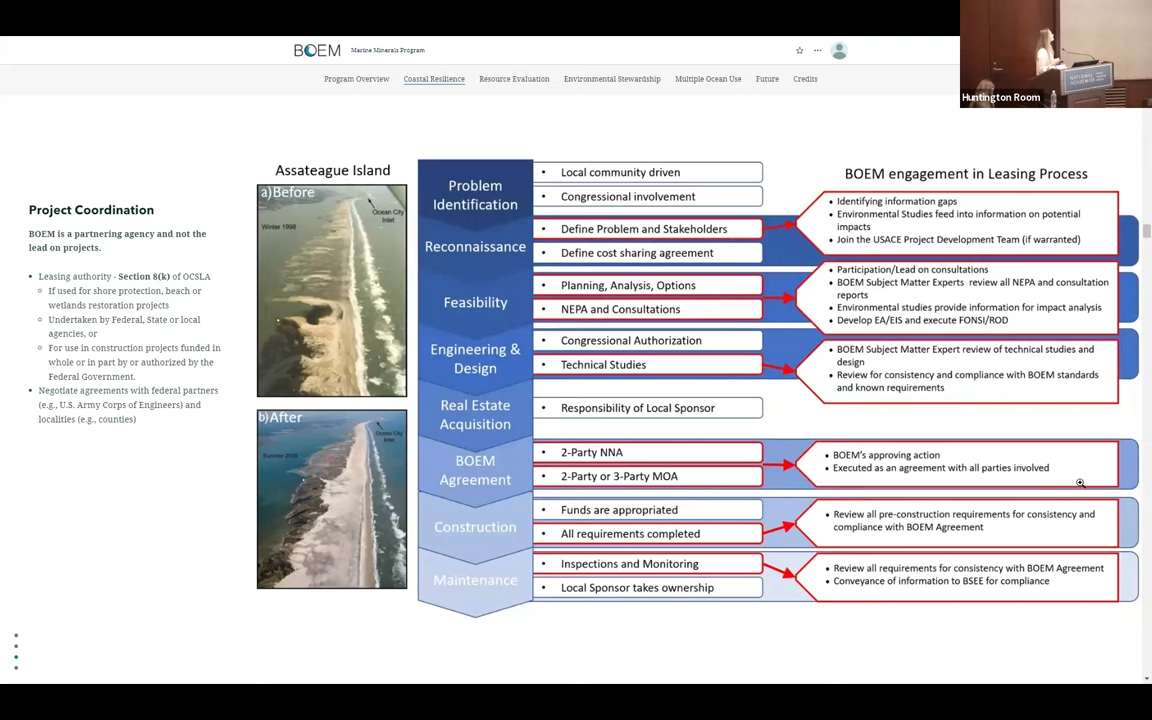 BOEM
Marine Minerals Program
Program Overview
Coastal Resilience
Resource Evaluation
Environmental Stewardship
Multiple Ocean Use
Future
Credits
Huntington Room
NATIONAL
Project Coordination
BOEM is a partnering agency and not the
lead on projects.
• Leasing authority - Section 8(k) of OCSLA
If used for shore protection, beach or
wetlands restoration projects
Undertaken by Federal, State or local
agencies, or
For use in construction projects funded in
whole or in part by or authorized by the
Federal Government.
• Negotiate agreements with federal partners
(e.g., U.S. Army Corps of Engineers) and
localities (e.g., counties)
Assateague Island
a)Before
Winter 1998
Ocean City
Inlet
b)After
Ocean City
Inlet
Problem
Identification
• Local community driven
• Congressional involvement
Reconnaissance
• Define Problem and Stakeholders
• Define cost sharing agreement
Feasibility
• Planning, Analysis, Options
• NEPA and Consultations
Engineering &
Design
• Congressional Authorization
• Technical Studies
Real Estate
Acquisition
• Responsibility of Local Sponsor
BOEM
Agreement
• 2-Party NNA
• 2-Party or 3-Party MOA
Construction
• Funds are appropriated
• All requirements completed
Maintenance
• Inspections and Monitoring
• Local Sponsor takes ownership
BOEM engagement in Leasing Process
• Identifying information gaps
• Environmental Studies feed into information on potential
impacts
• Join the USACE Project Development Team (if warranted)
• Participation/Lead on consultations
• BOEM Subject Matter Experts review all NEPA and consultation
reports
• Environmental studies provide information for impact analysis
• Develop EA/EIS and execute FONSI/ROD
• BOEM Subject Matter Expert review of technical studies and
design
• Review for consistency and compliance with BOEM standards
and known requirements
• BOEM's approving action
• Executed as an agreement with all parties involved
• Review all pre-construction requirements for consistency and
compliance with BOEM Agreement
• Review all requirements for consistency with BOEM Agreement
• Conveyance of information to BSEE for compliance